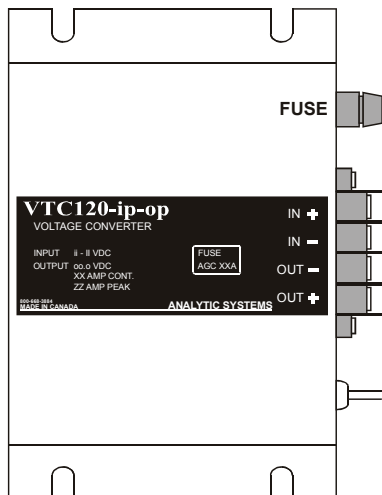 FUSE
VTC120-ip-op
VOLTAGE CONVERTER
INPUT ii - II VDC
OUTPUT oo.o VDC
XX AMP CONT.
ZZ AMP PEAK
FUSE
AGC XXA
IN +
IN -
OUT -
OUT +
800-668-3884
MADE IN CANADA
ANALYTIC SYSTEMS